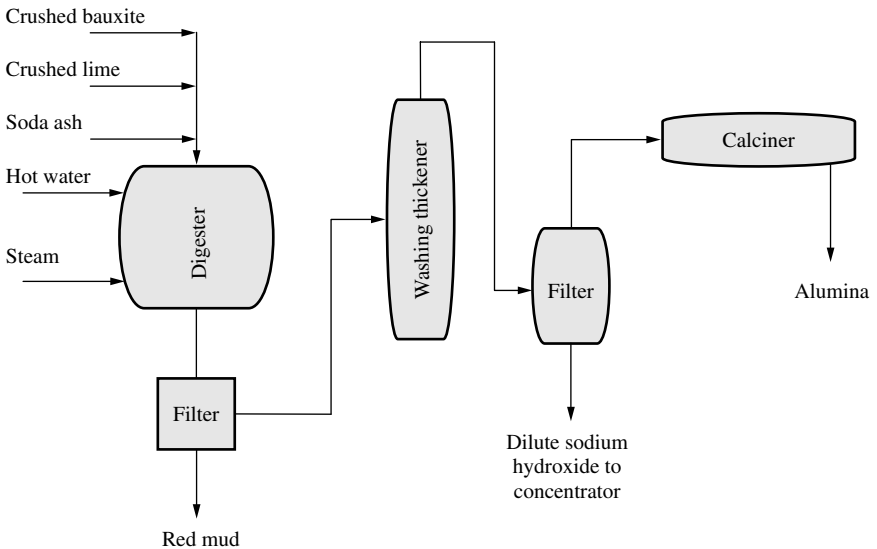 Crushed bauxite
Crushed lime
Soda ash
Hot water
Steam
Digester
Filter
Red mud
Washing thickener
Filter
Dilute sodium
hydroxide to
concentrator
Calciner
Alumina